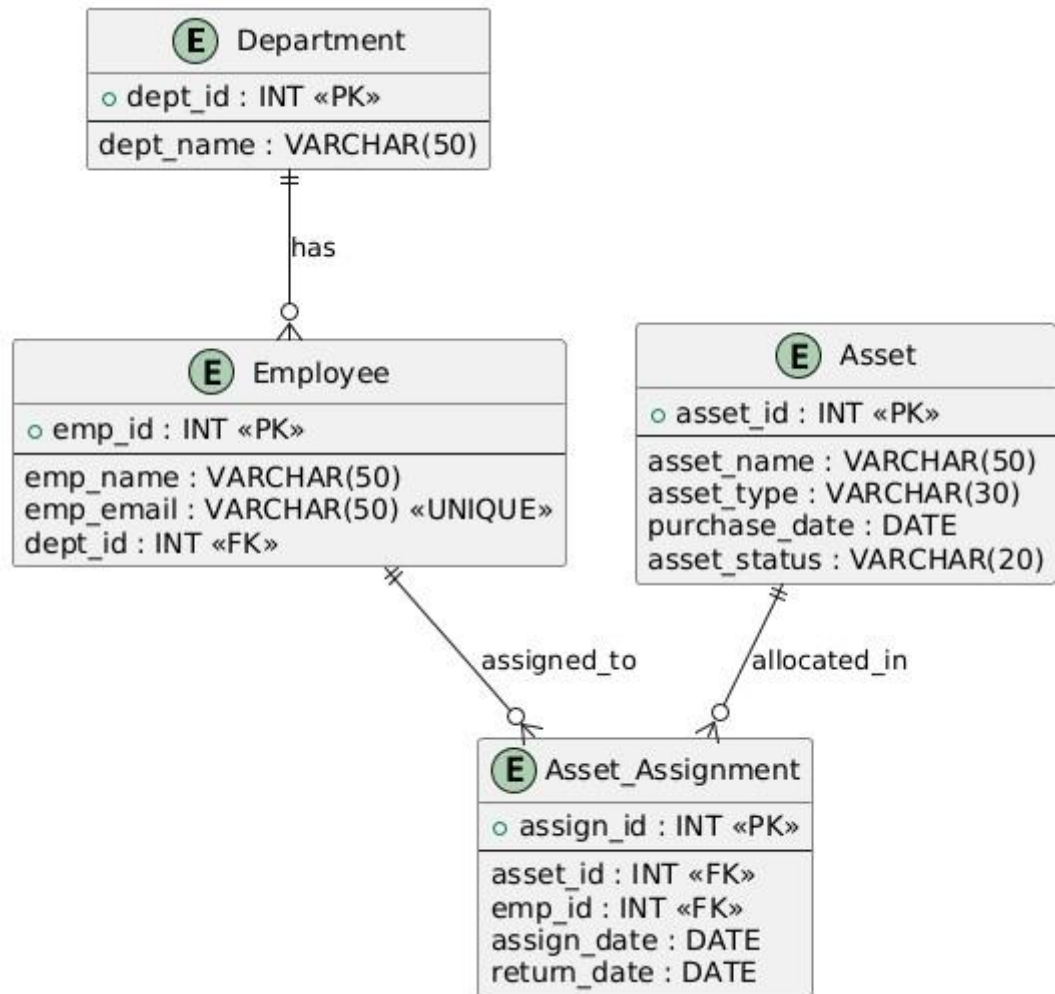 E Department
dept_id : INT «PK»
dept_name : VARCHAR(50)
has
E Employee
emp_id : INT «PK»
emp_name : VARCHAR(50)
emp_email : VARCHAR(50) «UNIQUE»
dept_id : INT «FK»
E Asset
asset_id : INT «PK»
asset_name : VARCHAR(50)
asset_type : VARCHAR(30)
purchase_date : DATE
asset_status : VARCHAR(20)
assigned_to
allocated_in
E Asset_Assignment
assign_id : INT «PK»
asset_id : INT «FK»
emp_id : INT «FK»
assign_date : DATE
return_date : DATE